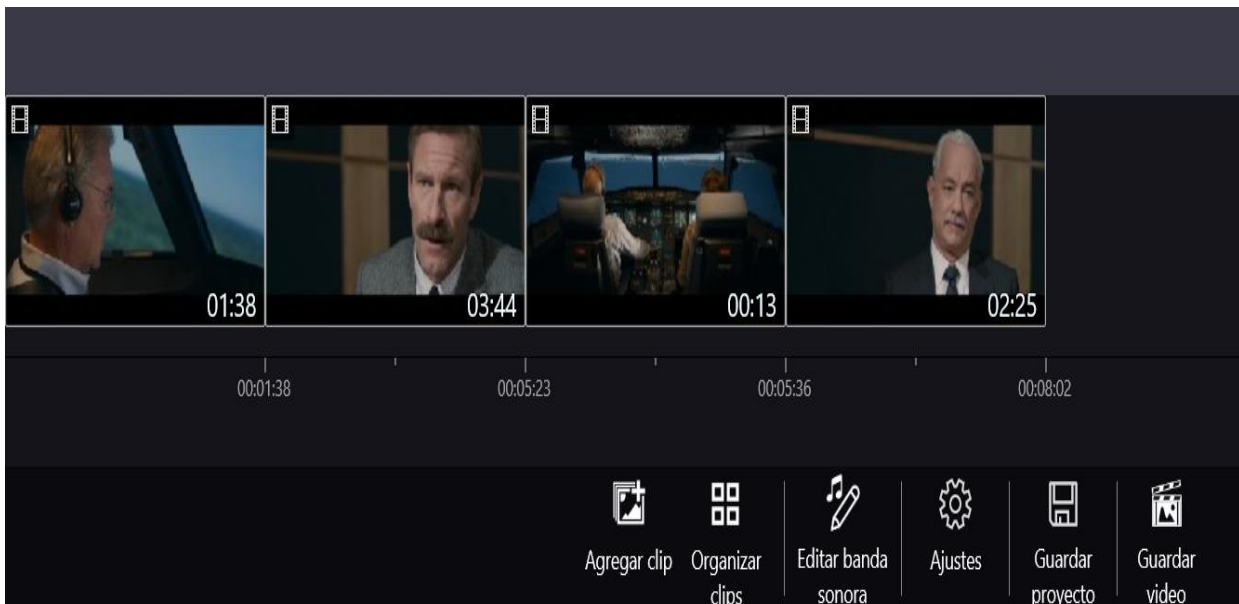 01:38
03:44
00:13
02:25
00:01:38
00:05:23
00:05:36
00:08:02
Agregar clip
Organizar
clips
Editar banda
sonora
Ajustes
Guardar
proyecto
Guardar
video